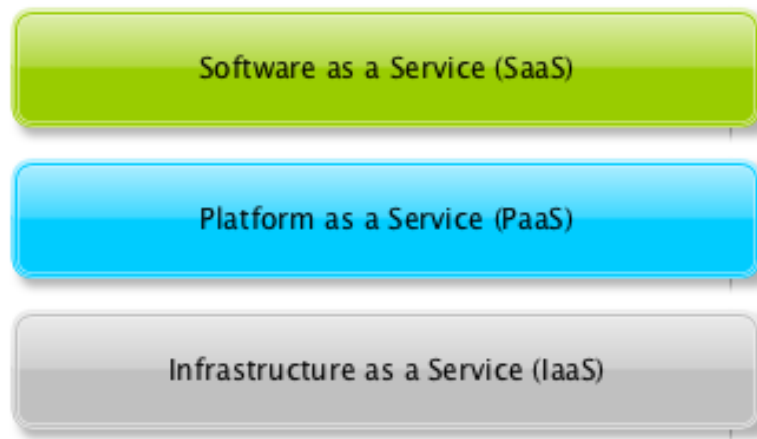 Software as a Service (SaaS)
Platform as a Service (PaaS)
Infrastructure as a Service (IaaS)